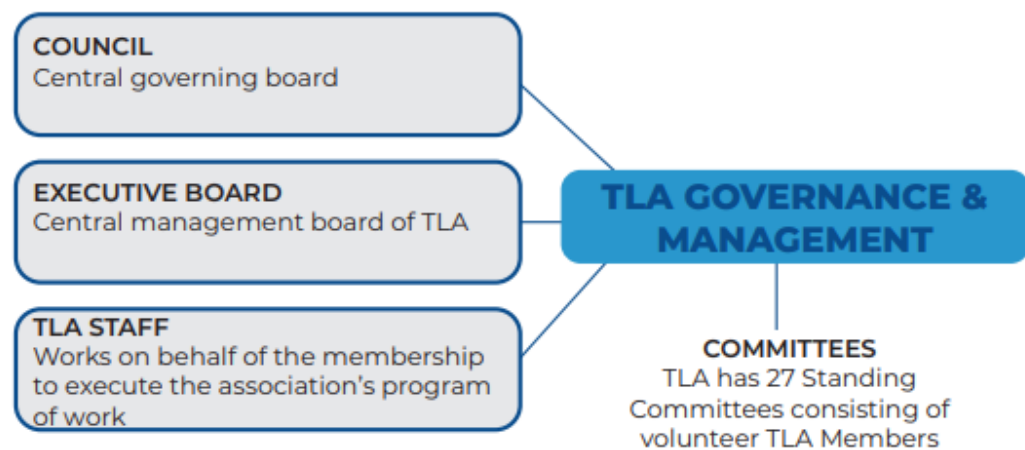 COUNCIL
Central governing board
EXECUTIVE BOARD
Central management board of TLA
TLA STAFF
Works on behalf of the membership
to execute the association's program
of work
TLA GOVERNANCE &
MANAGEMENT
COMMITTEES
TLA has 27 Standing
Committees consisting of
volunteer TLA Members